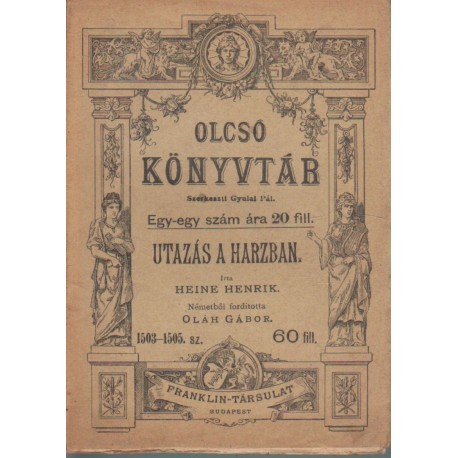 OLCSÓ
KÖNYVTÁR
Szerkeszti Gyulai Pál.
Egy-egy szám ára 20 fill.
UTAZÁS A HARZBAN.
Irta
HEINE HENRIK.
Németből fordította
OLÁH GÁBOR.
1503–1505. sz. 60 fill.
FRANKLIN-TÁRSULAT
BUDAPEST